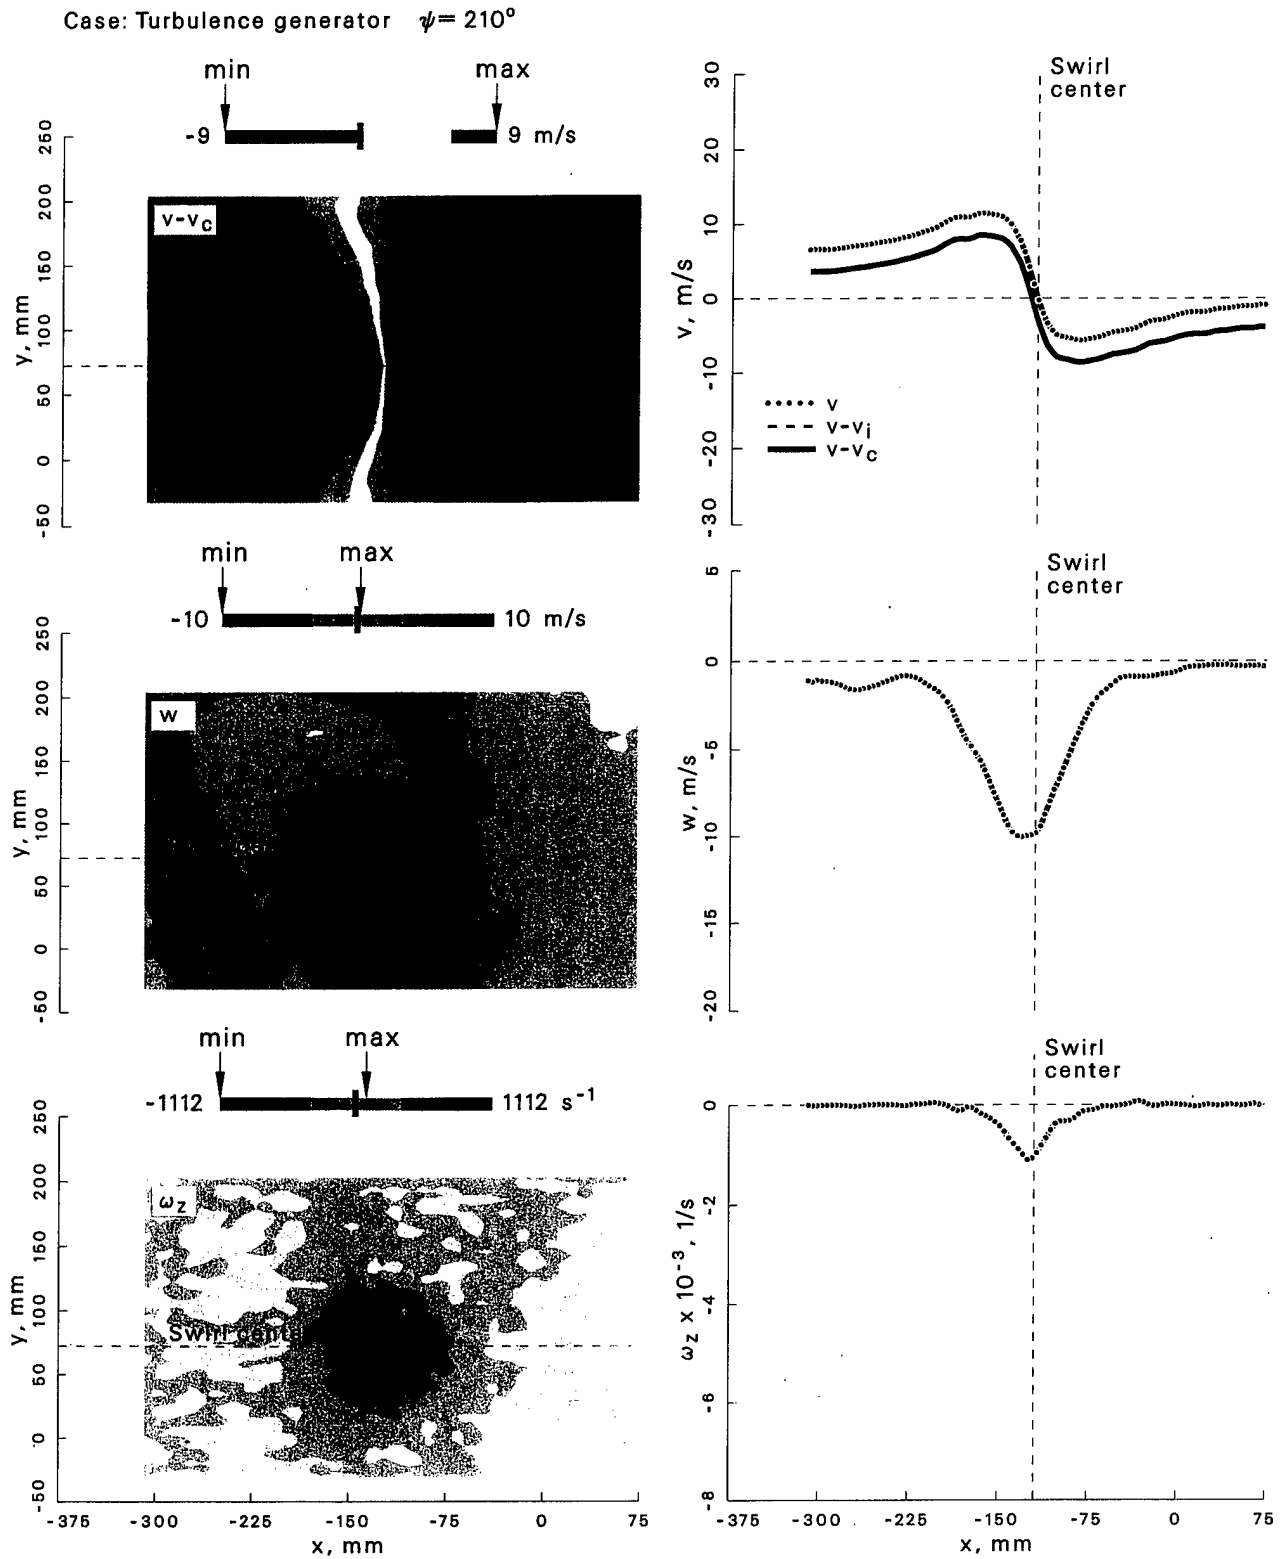 Case: Turbulence generator ψ= 210°
min max
-9 9 m/s
250
200
150
100
50
0
-50
y, mm
v-vc
min max
-10 10 m/s
250
200
150
100
50
0
-50
y, mm
w
min max
-1112 1112 s-1
250
200
150
100
50
0
-50
y, mm
ωz
Swirl cente
-375 -300 -225 -150 -75 0 75
x, mm
Swirl
center
30
20
10
0
-10
-20
-30
v, m/s
v
v-vi
v-vc
Swirl
center
5
0
-5
-10
-15
-20
w, m/s
Swirl
center
0
-2
-4
-6
-8
ωz x 10-3, 1/s
-375 -300 -225 -150 -75 0 75
x, mm